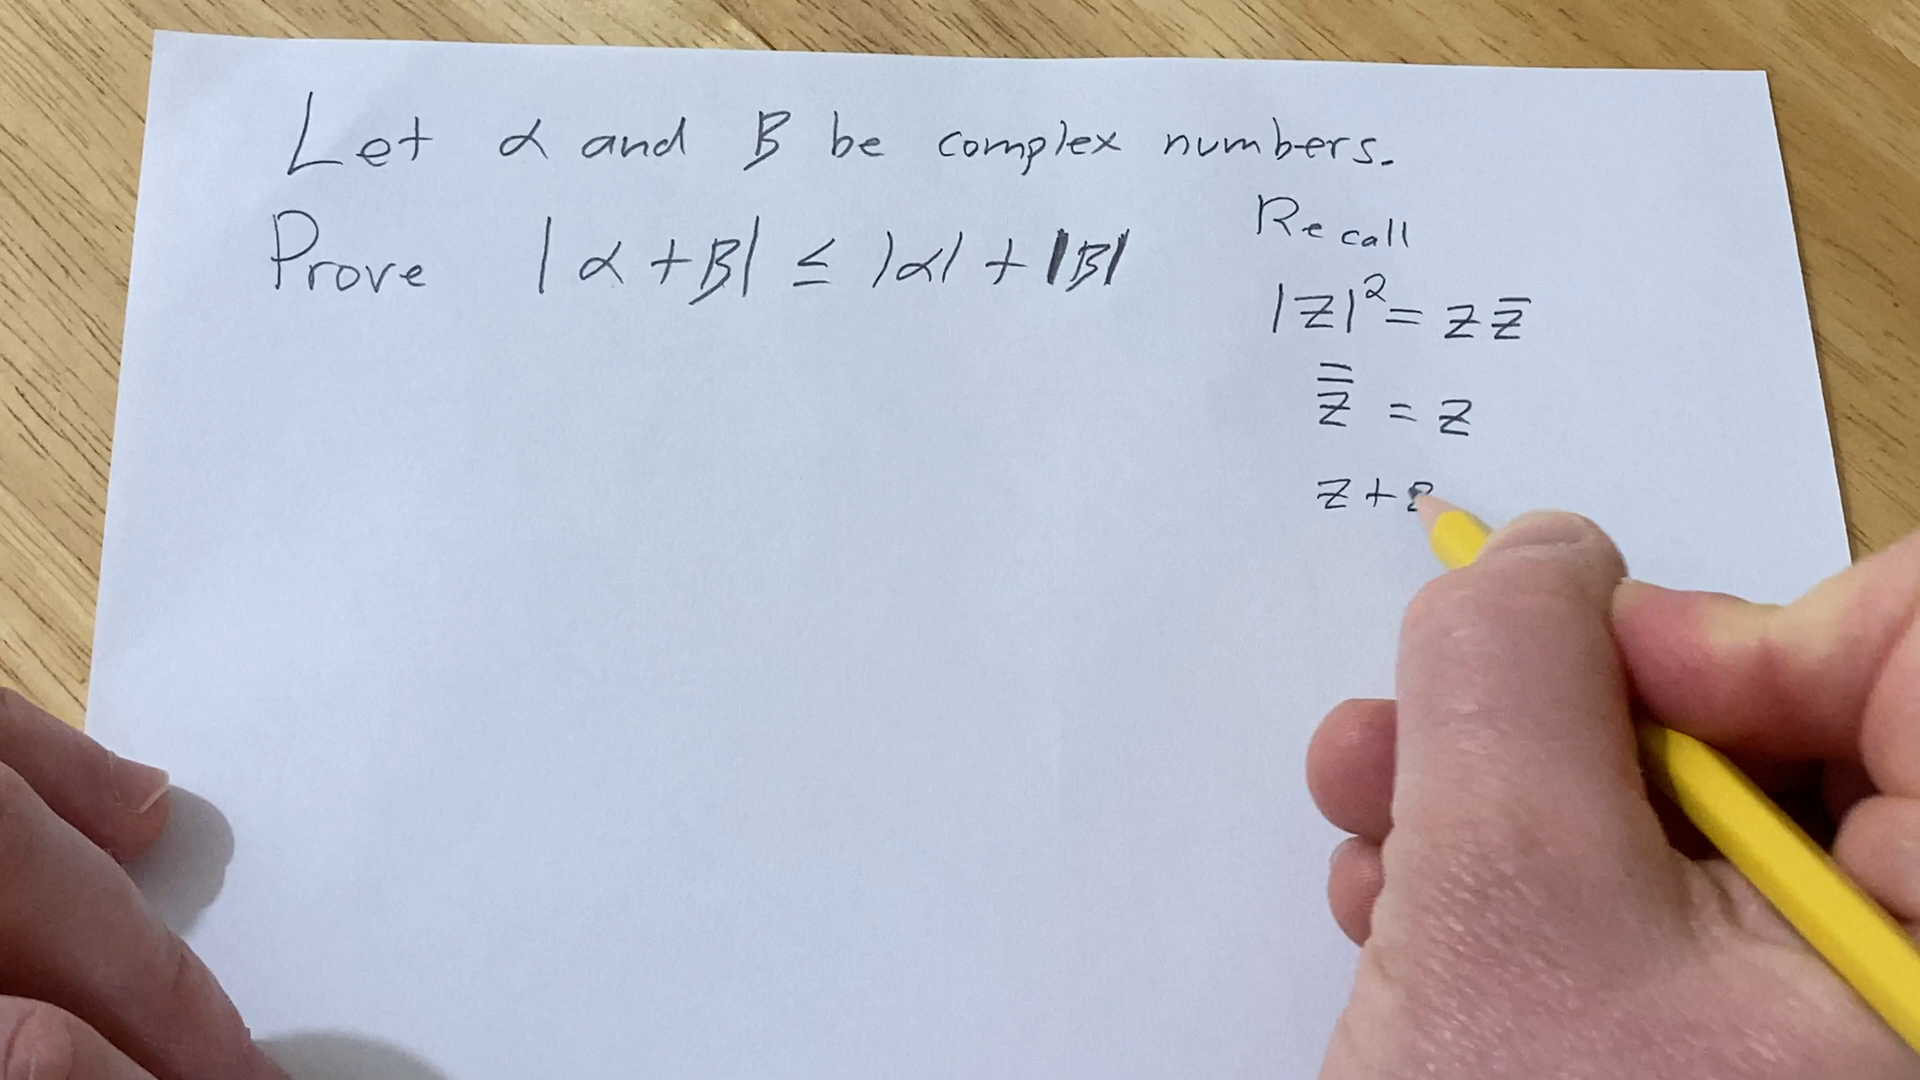 Let α and B be complex numbers.
Prove |α + B| ≤ |α| + |B|
Recall
|z|² = z z̅
z̿ = z
z +